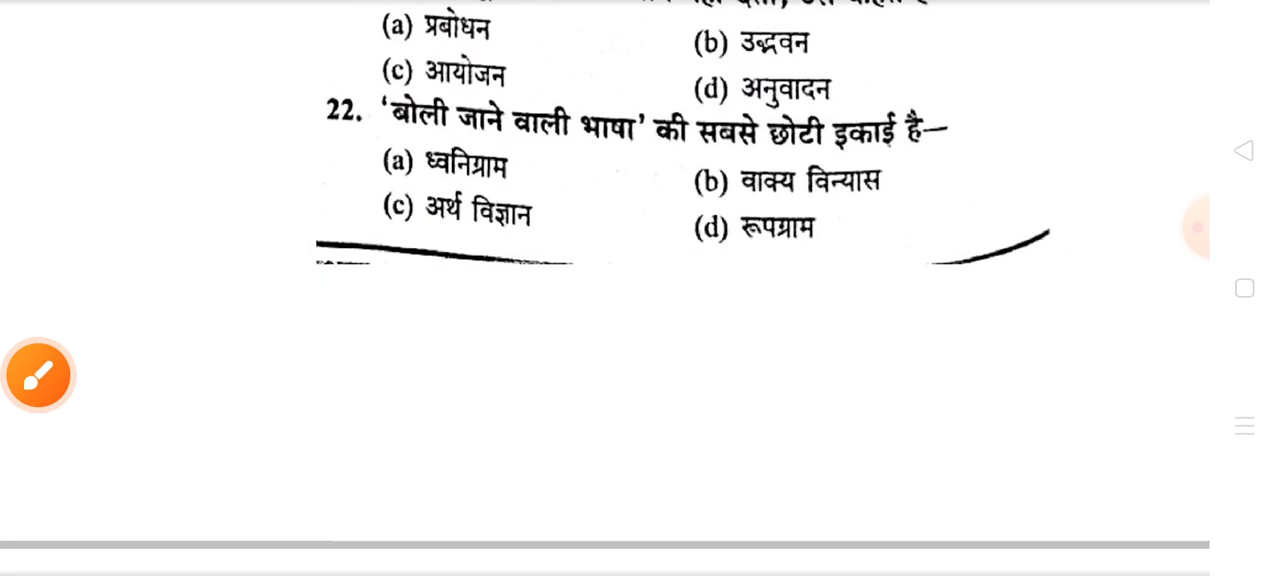 (a) प्रबोधन
(b) उद्भवन
(c) आयोजन
(d) अनुवादन
22. 'बोली जाने वाली भाषा' की सबसे छोटी इकाई है—
(a) ध्वनिग्राम
(b) वाक्य विन्यास
(c) अर्थ विज्ञान
(d) रूपग्राम